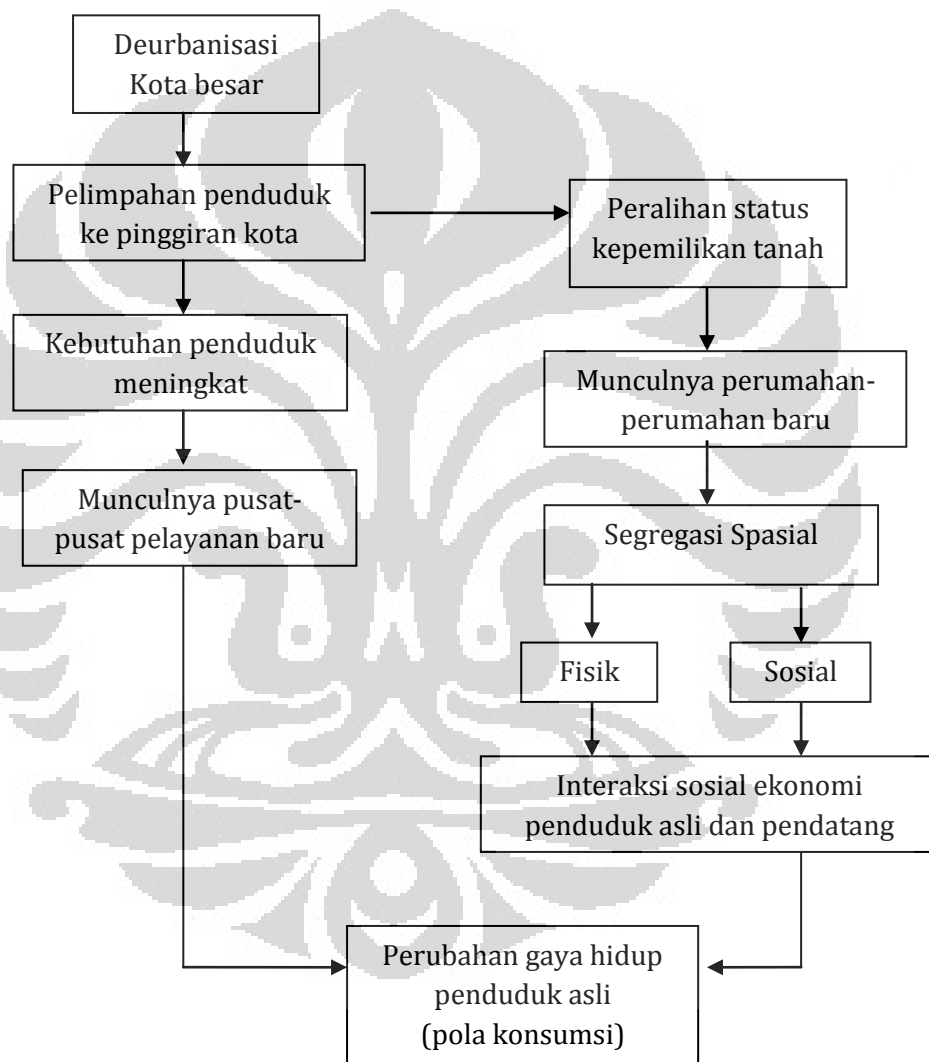 Deurbanisasi
Kota besar
Pelimpahan penduduk
ke pinggiran kota
Peralihan status
kepemilikan tanah
Kebutuhan penduduk
meningkat
Munculnya perumahan-
perumahan baru
Munculnya pusat-
pusat pelayanan baru
Segregasi Spasial
Fisik
Sosial
Interaksi sosial ekonomi
penduduk asli dan pendatang
Perubahan gaya hidup
penduduk asli
(pola konsumsi)